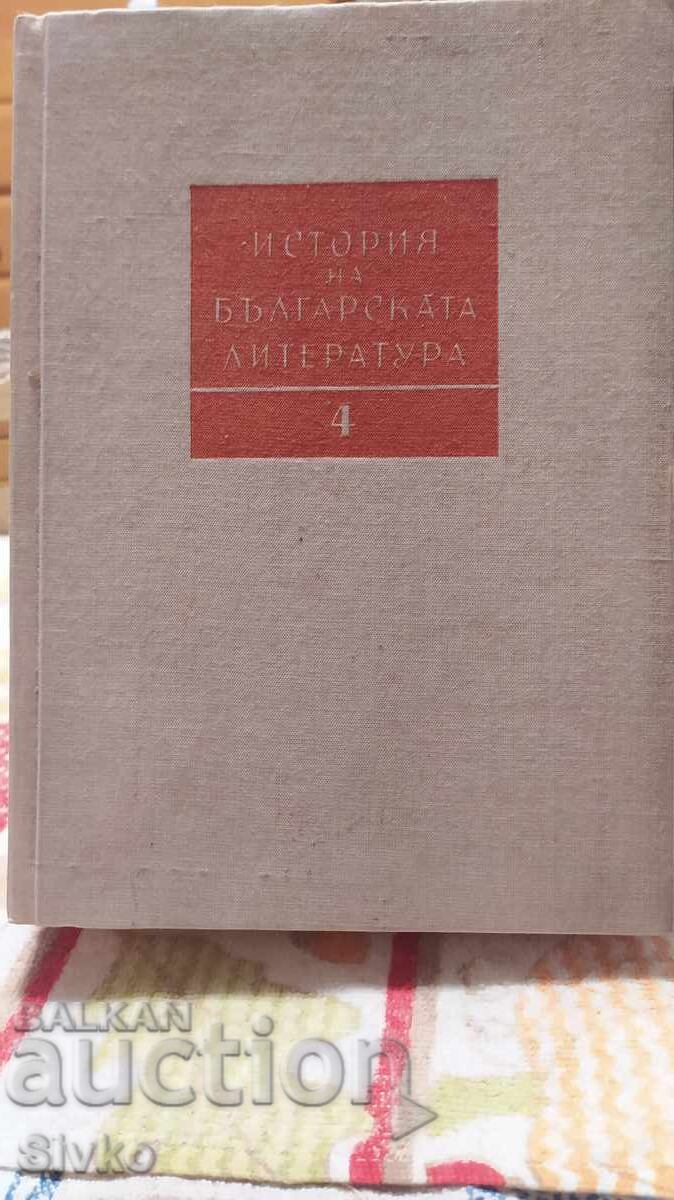 ИСТОРИЯ
НА
БЪЛГАРСКАТА
ЛИТЕРАТУРА
4
BALKAN
auction
Sivko